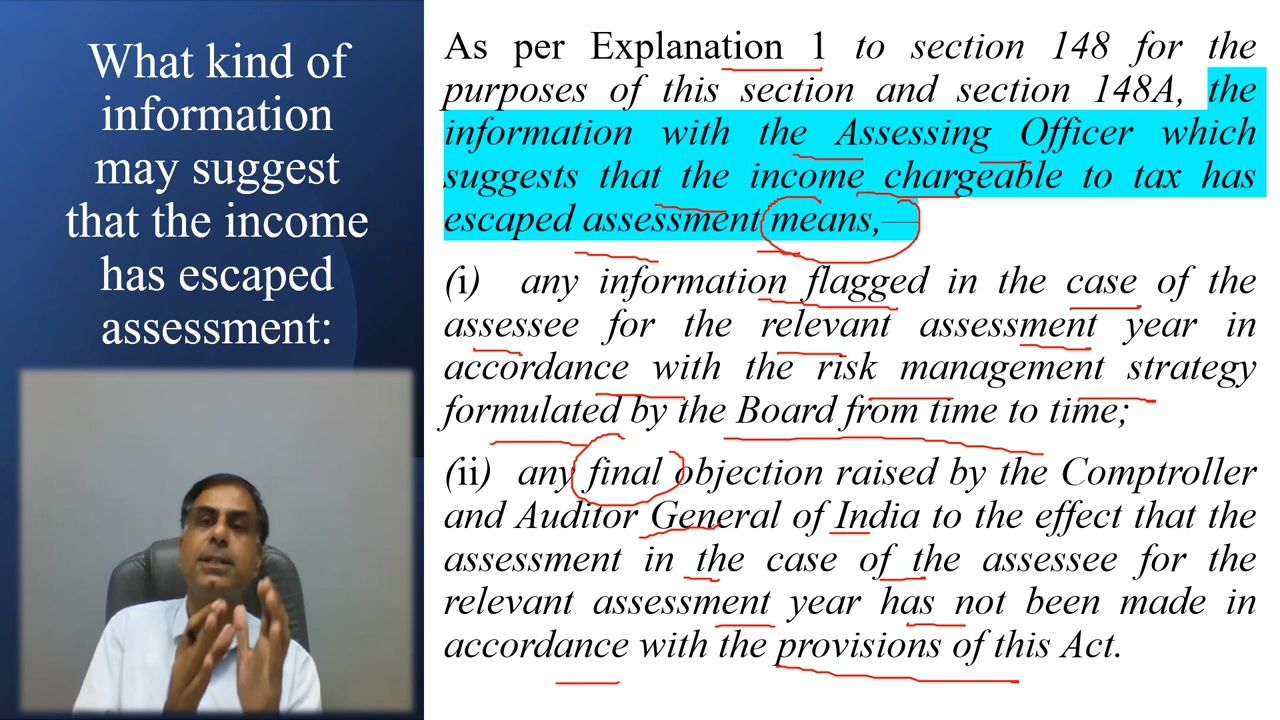 What kind of
information
may suggest
that the income
has escaped
assessment:
As per Explanation 1 to section 148 for the
purposes of this section and section 148A, the
information with the Assessing Officer which
suggests that the income chargeable to tax has
escaped assessment means,—
(i) any information flagged in the case of the
assessee for the relevant assessment year in
accordance with the risk management strategy
formulated by the Board from time to time;
(ii) any final objection raised by the Comptroller
and Auditor General of India to the effect that the
assessment in the case of the assessee for the
relevant assessment year has not been made in
accordance with the provisions of this Act.